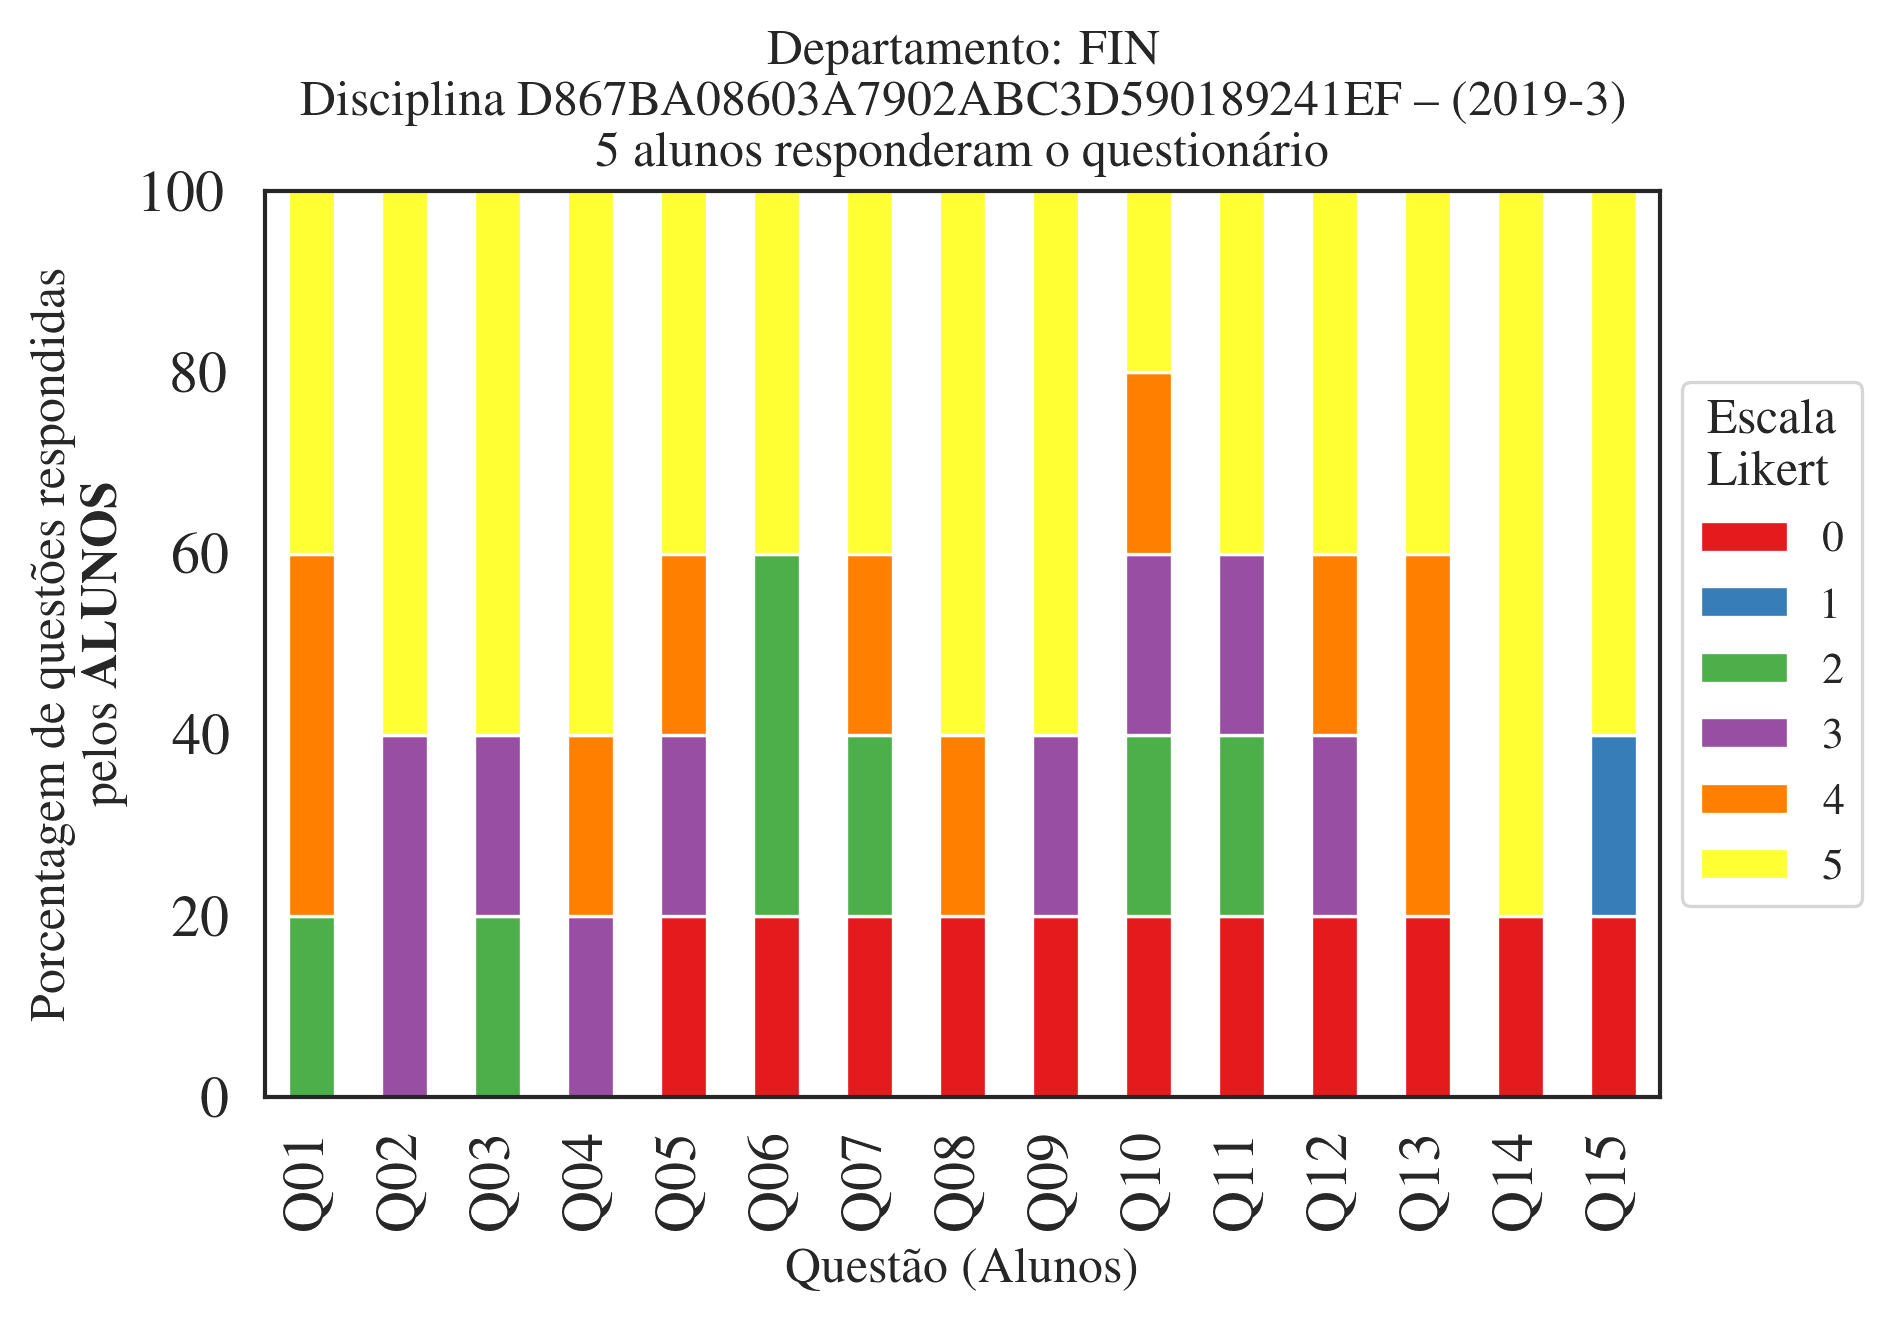 Departamento: FIN
Disciplina D867BA08603A7902ABC3D590189241EF – (2019-3)
5 alunos responderam o questionário
Porcentagem de questões respondidas
pelos ALUNOS
100
80
60
40
20
0
Q01
Q02
Q03
Q04
Q05
Q06
Q07
Q08
Q09
Q10
Q11
Q12
Q13
Q14
Q15
Questão (Alunos)
Escala
Likert
0
1
2
3
4
5